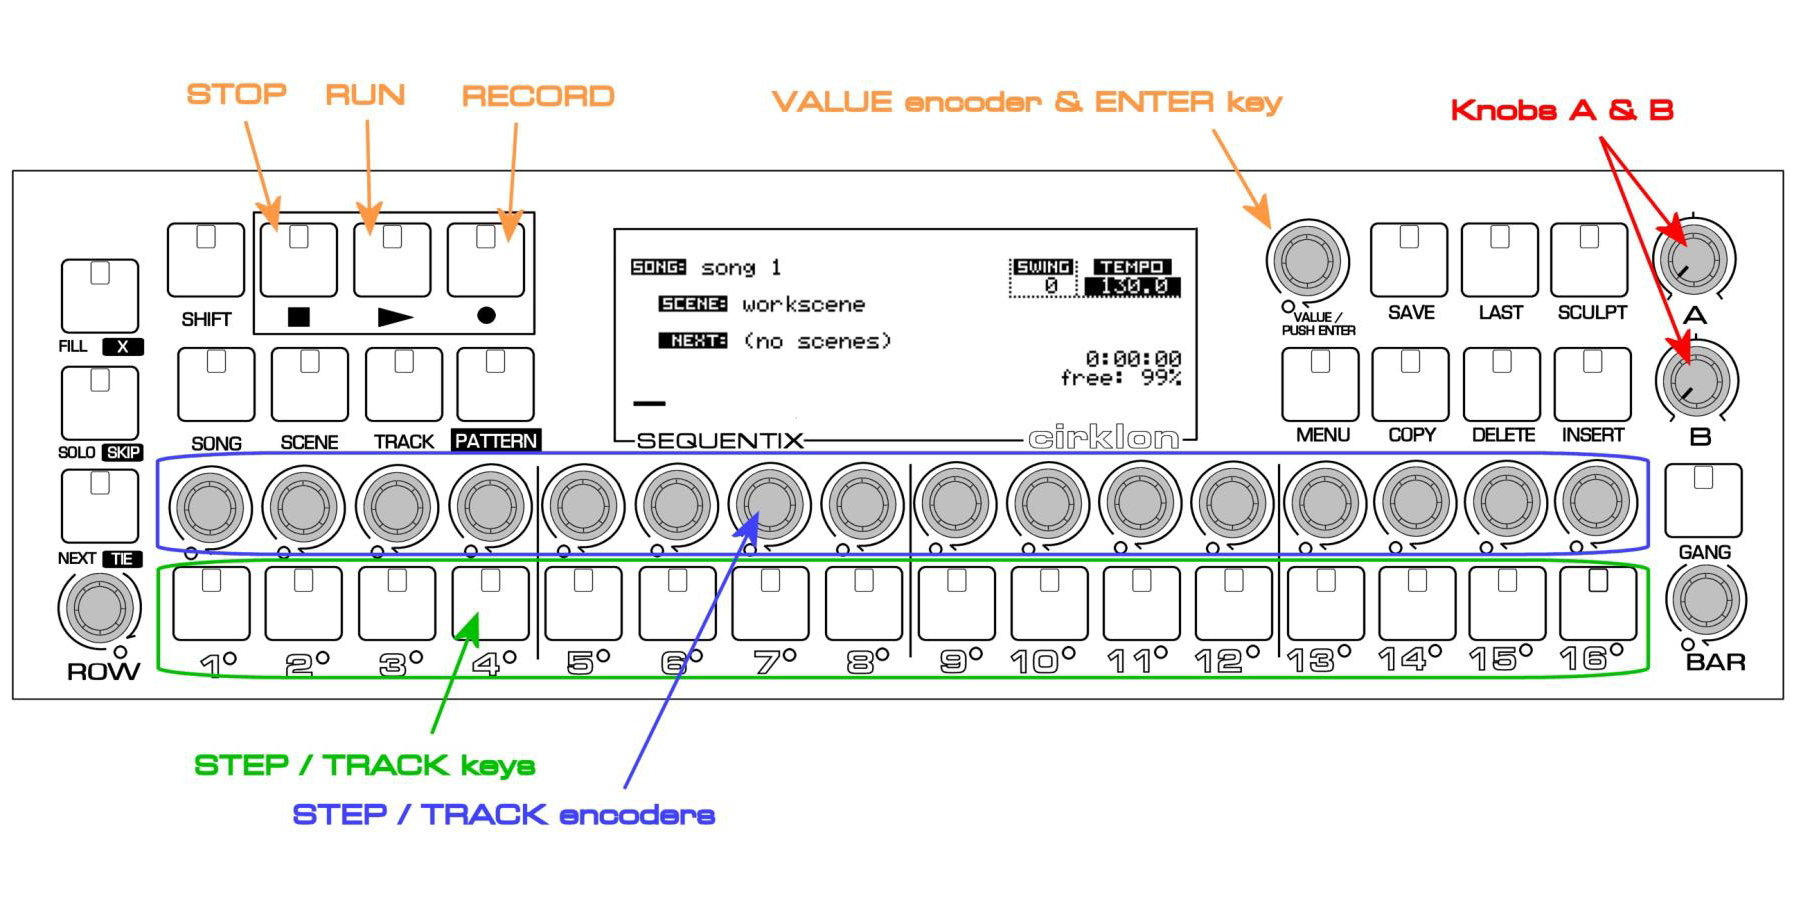 STOP RUN RECORD VALUE encoder & ENTER key Knobs A & B
SHIFT
SONG: song 1 SWING TEMPO
0 130.0
SCENE: workscene
NEXT: (no scenes)
0:00:00
free: 99%
SEQUENTIX cirklon
VALUE /
PUSH ENTER
SAVE LAST SCULPT A
FILL X
SOLO SKIP
NEXT TIE
SONG SCENE TRACK PATTERN
MENU COPY DELETE INSERT B
GANG
ROW 1 2 3 4 5 6 7 8 9 10 11 12 13 14 15 16 BAR
STEP / TRACK keys
STEP / TRACK encoders